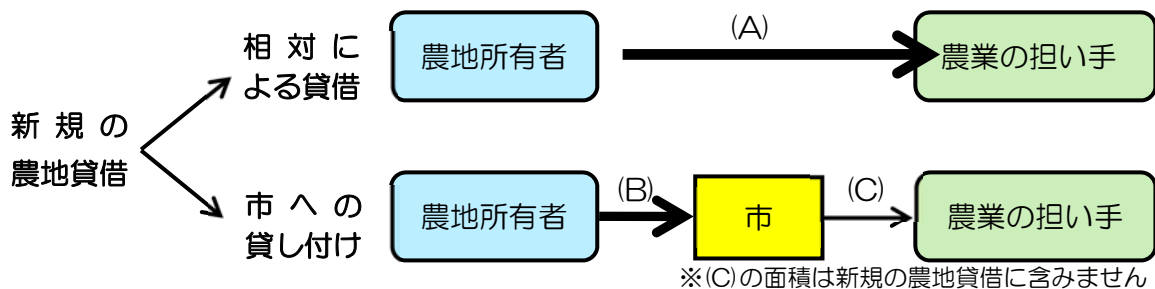 新規の
農地貸借
相対に
よる貸借
農地所有者
(A)
農業の担い手
市への
貸し付け
農地所有者
(B)
市
(C)
農業の担い手
※(C)の面積は新規の農地貸借に含みません